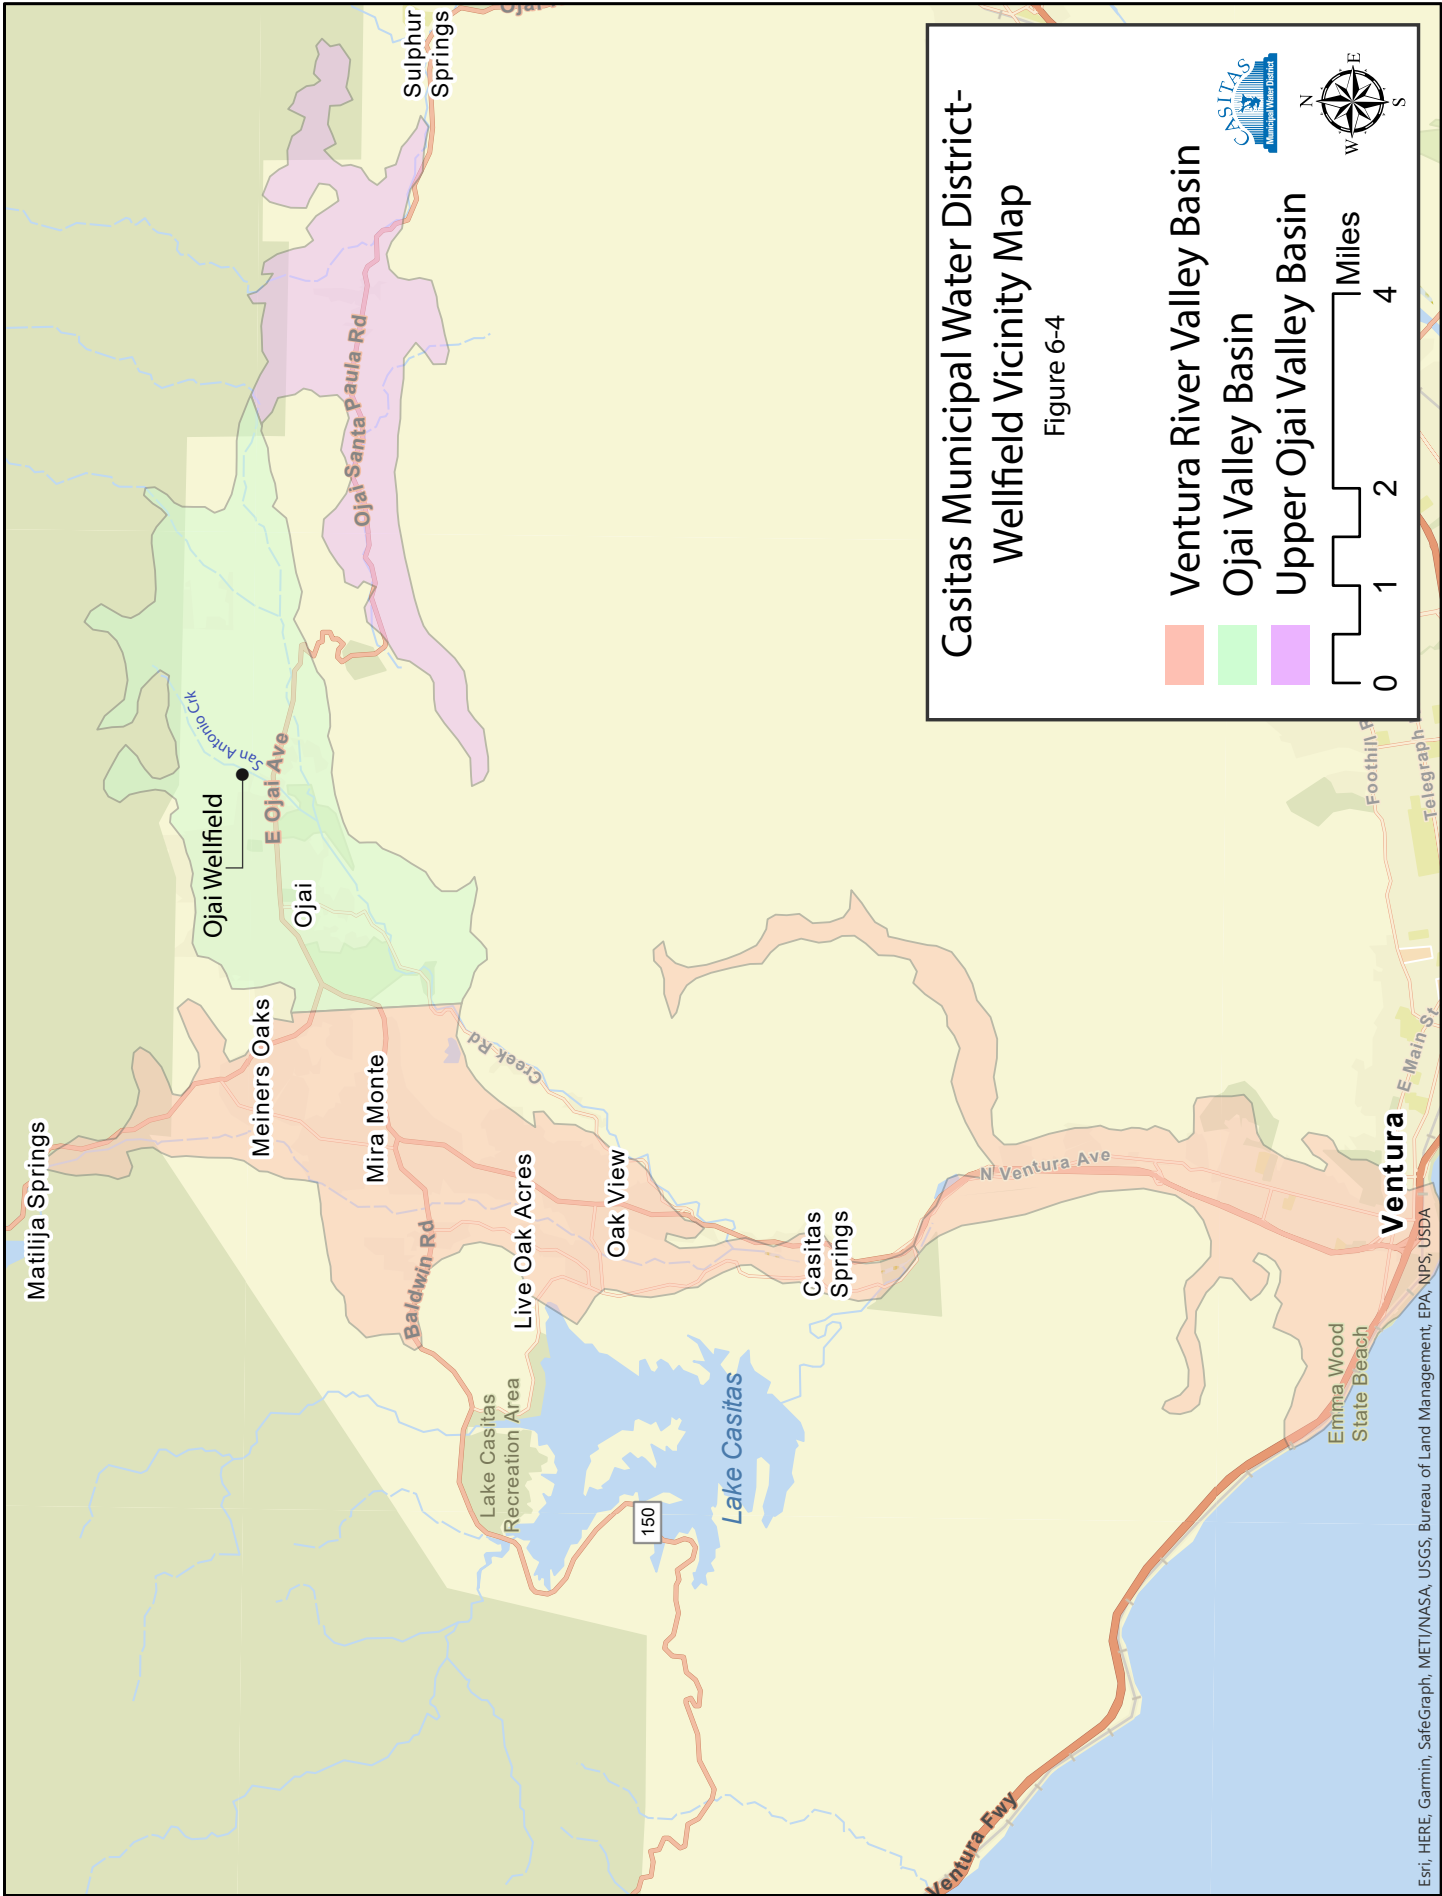 Matilija Springs
Meiners Oaks
Mira Monte
Baldwin Rd
Live Oak Acres
Oak View
Creek Rd
Casitas
Springs
Lake Casitas
Recreation Area
Lake Casitas
150
N Ventura Ave
Ventura
E Main St
Emma Wood
State Beach
Ventura Fwy
Ojai Wellfield
San Antonio Crk
E Ojai Ave
Ojai
Ojai Santa Paula Rd
Sulphur
Springs
Foothill
Telegraph
Casitas Municipal Water District-
Wellfield Vicinity Map
Figure 6-4
Ventura River Valley Basin
Ojai Valley Basin
Upper Ojai Valley Basin
0 1 2 4
Miles
CASITAS
Municipal Water District
N
W E
S
Esri, HERE, Garmin, SafeGraph, METI/NASA, USGS, Bureau of Land Management, EPA, NPS, USDA